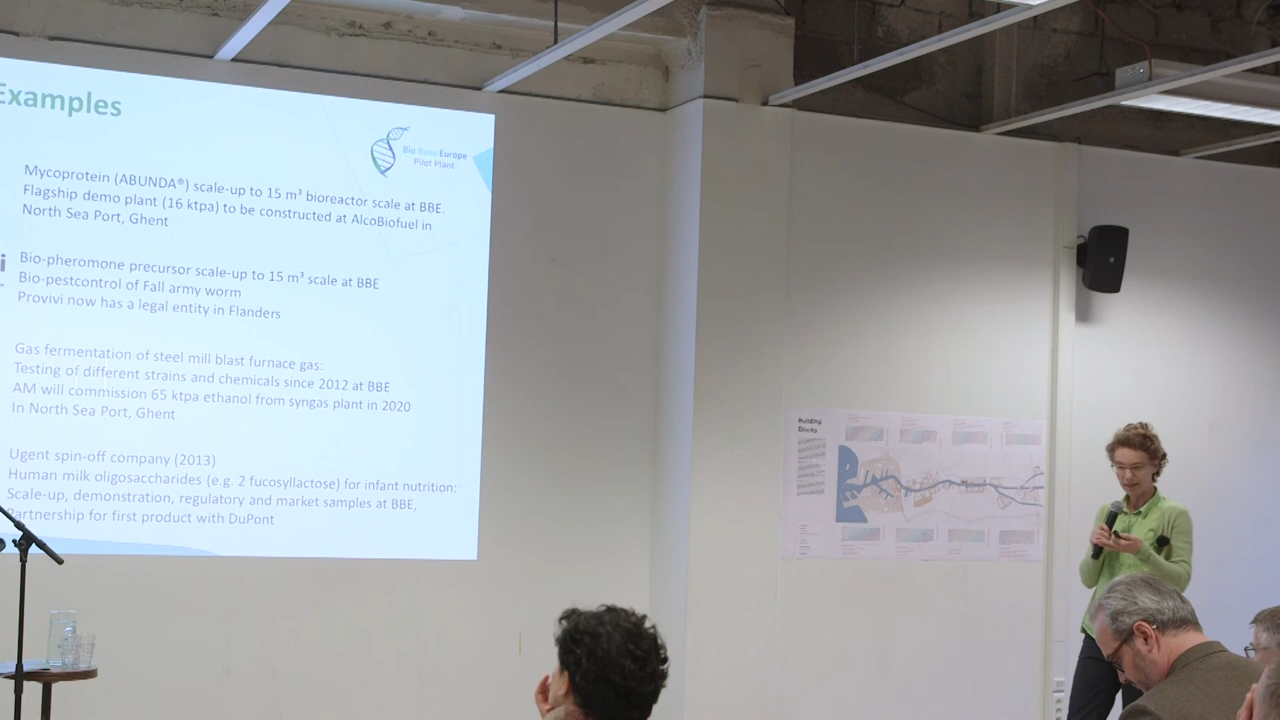 Examples
Bio Base Europe
Pilot Plant
Mycoprotein (ABUNDA®) scale-up to 15 m³ bioreactor scale at BBE.
Flagship demo plant (16 ktpa) to be constructed at AlcoBiofuel in
North Sea Port, Ghent
Bio-pheromone precursor scale-up to 15 m³ scale at BBE
Bio-pestcontrol of Fall army worm
Provivi now has a legal entity in Flanders
Gas fermentation of steel mill blast furnace gas:
Testing of different strains and chemicals since 2012 at BBE
AM will commission 65 ktpa ethanol from syngas plant in 2020
In North Sea Port, Ghent
Ugent spin-off company (2013)
Human milk oligosaccharides (e.g. 2 fucosyllactose) for infant nutrition:
Scale-up, demonstration, regulatory and market samples at BBE,
Partnership for first product with DuPont
Building
Blocks